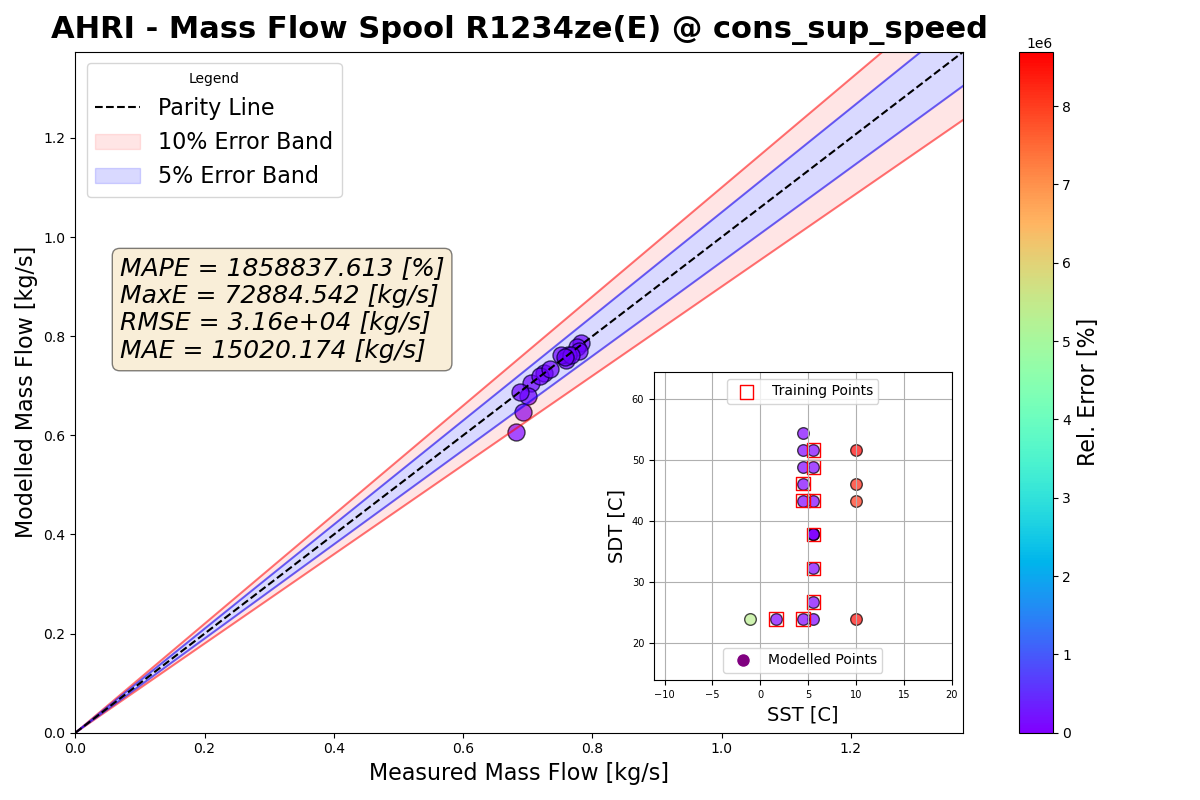 AHRI - Mass Flow Spool R1234ze(E) @ cons_sup_speed
1e6
Legend
Parity Line
10% Error Band
5% Error Band
MAPE = 1858837.613 [%]
MaxE = 72884.542 [kg/s]
RMSE = 3.16e+04 [kg/s]
MAE = 15020.174 [kg/s]
Modelled Mass Flow [kg/s]
1.2
1.0
0.8
0.6
0.4
0.2
0.0
0.0 0.2 0.4 0.6 0.8 1.0 1.2
Measured Mass Flow [kg/s]
Training Points
Modelled Points
SDT [C]
60
50
40
30
20
−10 −5 0 5 10 15 20
SST [C]
8
7
6
5
4
3
2
1
0
Rel. Error [%]